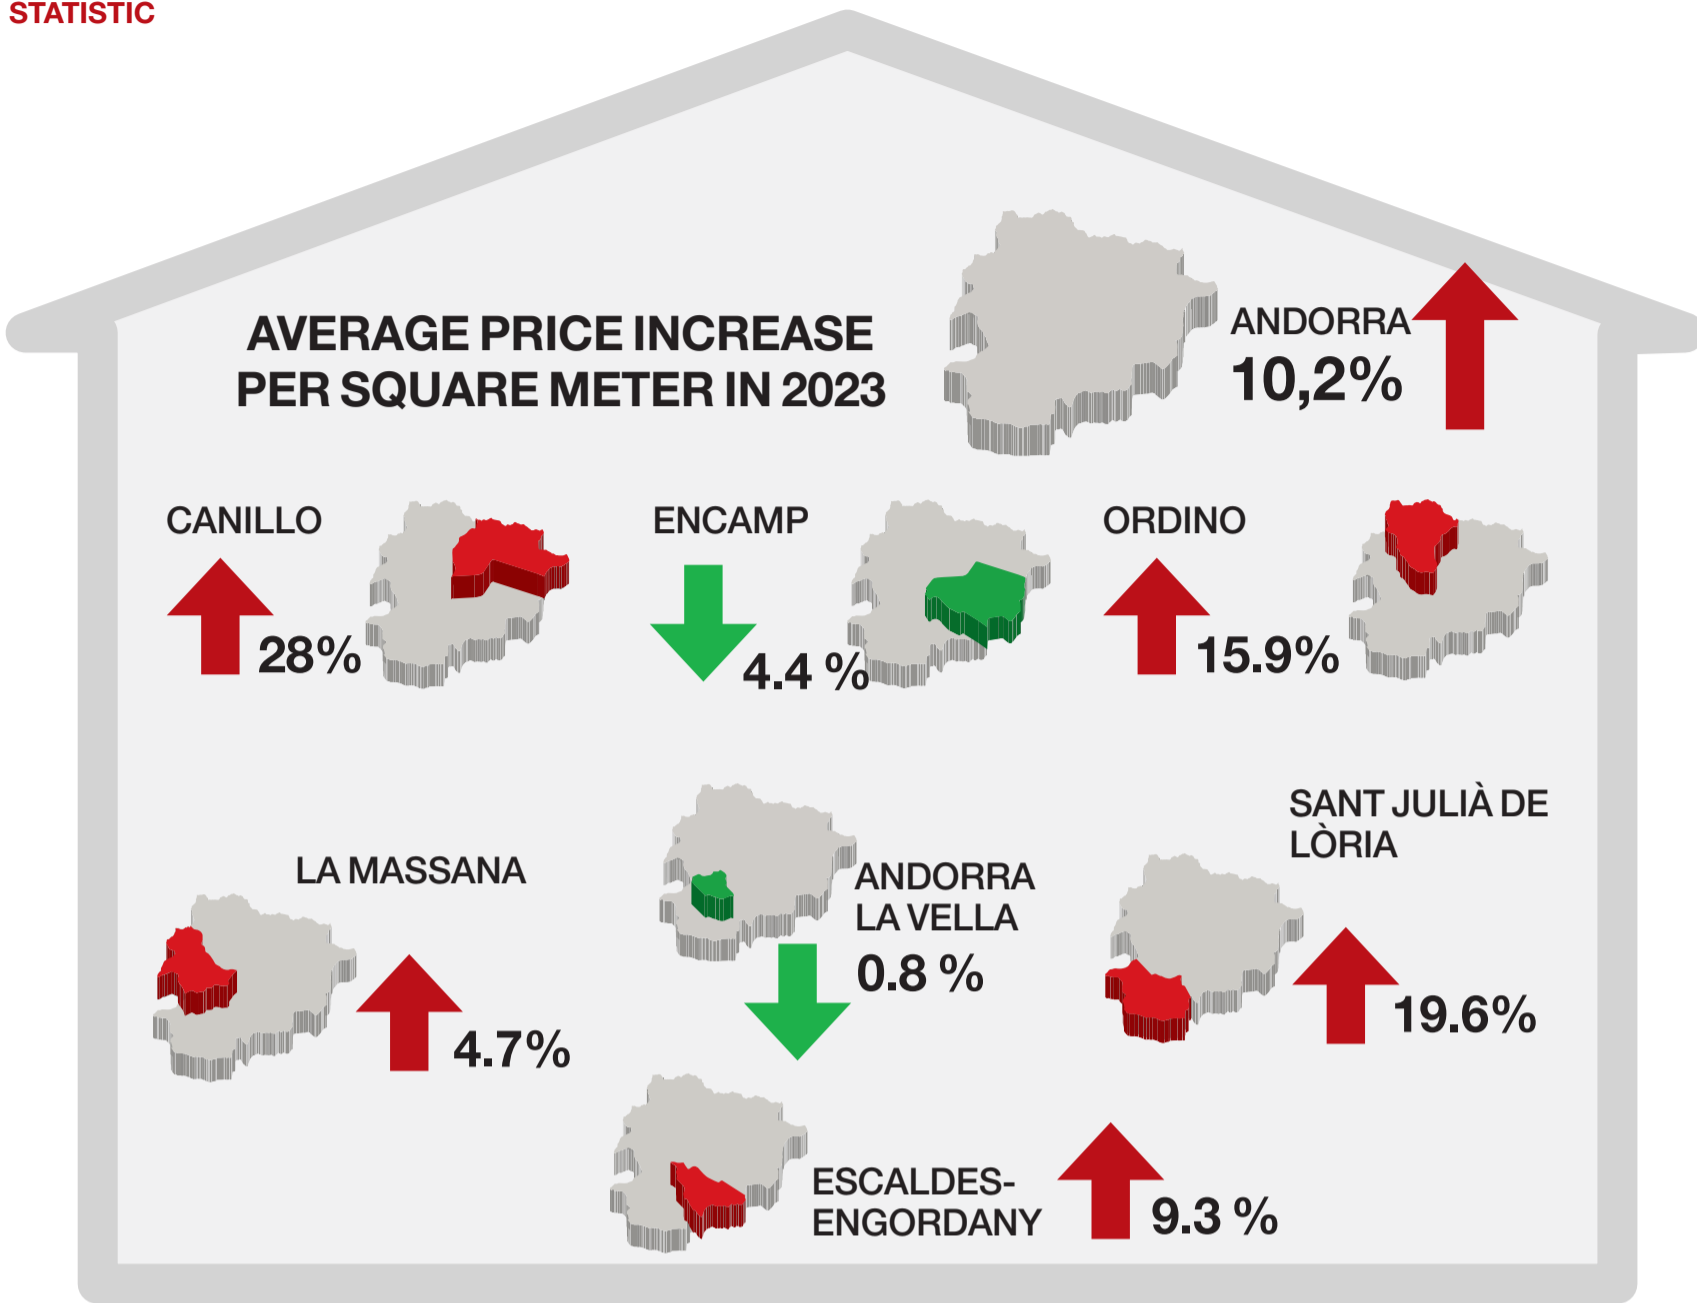 STATISTIC
AVERAGE PRICE INCREASE
PER SQUARE METER IN 2023
ANDORRA
10,2%
CANILLO
28%
ENCAMP
4.4 %
ORDINO
15.9%
LA MASSANA
4.7%
ANDORRA
LA VELLA
0.8 %
SANT JULIÀ DE
LÒRIA
19.6%
ESCALDES-
ENGORDANY
9.3 %